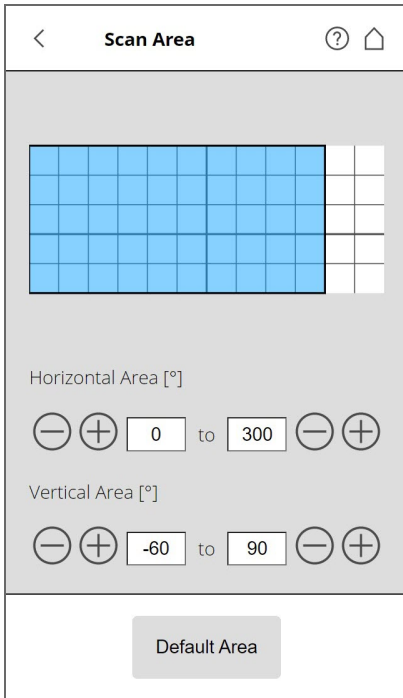 Scan Area
Horizontal Area [°]
0 to 300
Vertical Area [°]
-60 to 90
Default Area